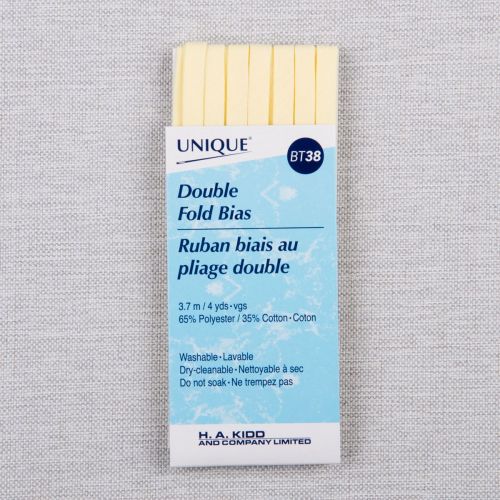 UNIQUE®
BT38
Double
Fold Bias
Ruban biais au
pliage double
3.7 m / 4 yds • vgs
65% Polyester / 35% Cotton • Coton
Washable • Lavable
Dry-cleanable • Nettoyable à sec
Do not soak • Ne trempez pas
H. A. KIDD
AND COMPANY LIMITED